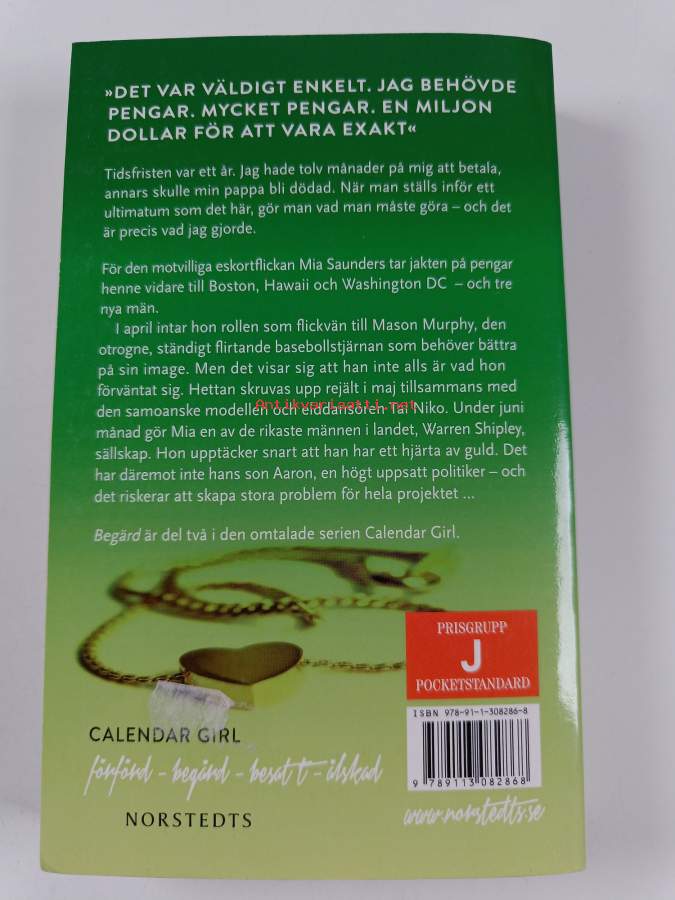 »DET VAR VÄLDIGT ENKELT. JAG BEHÖVDE
PENGAR. MYCKET PENGAR. EN MILJON
DOLLAR FÖR ATT VARA EXAKT«
Tidsfristen var ett år. Jag hade tolv månader på mig att betala,
annars skulle min pappa bli dödad. När man ställs inför ett
ultimatum som det här, gör man vad man måste göra – och det
är precis vad jag gjorde.
För den motvilliga eskortflickan Mia Saunders tar jakten på pengar
henne vidare till Boston, Hawaii och Washington DC – och tre
nya män.
I april intar hon rollen som flickvän till Mason Murphy, den
otrogne, ständigt flirtande basebollstjärnan som behöver bättra
på sin image. Men det visar sig att han inte alls är vad hon
förväntat sig. Hettan skruvas upp rejält i maj tillsammans med
den samoanske modellen och elddansören Tai Niko. Under juni
Antikvariaatti.net
månad gör Mia en av de rikaste männen i landet, Warren Shipley,
sällskap. Hon upptäcker snart att han har ett hjärta av guld. Det
har däremot inte hans son Aaron, en högt uppsatt politiker – och
det riskerar att skapa stora problem för hela projektet ...
Begärd är del två i den omtalade serien Calendar Girl.
PRISGRUPP
J
POCKETSTANDARD
ISBN 978-91-1-308286-8
9 789113 082868
CALENDAR GIRL
förförd – begärd – besatt – älskad
NORSTEDTS
www.norstedts.se